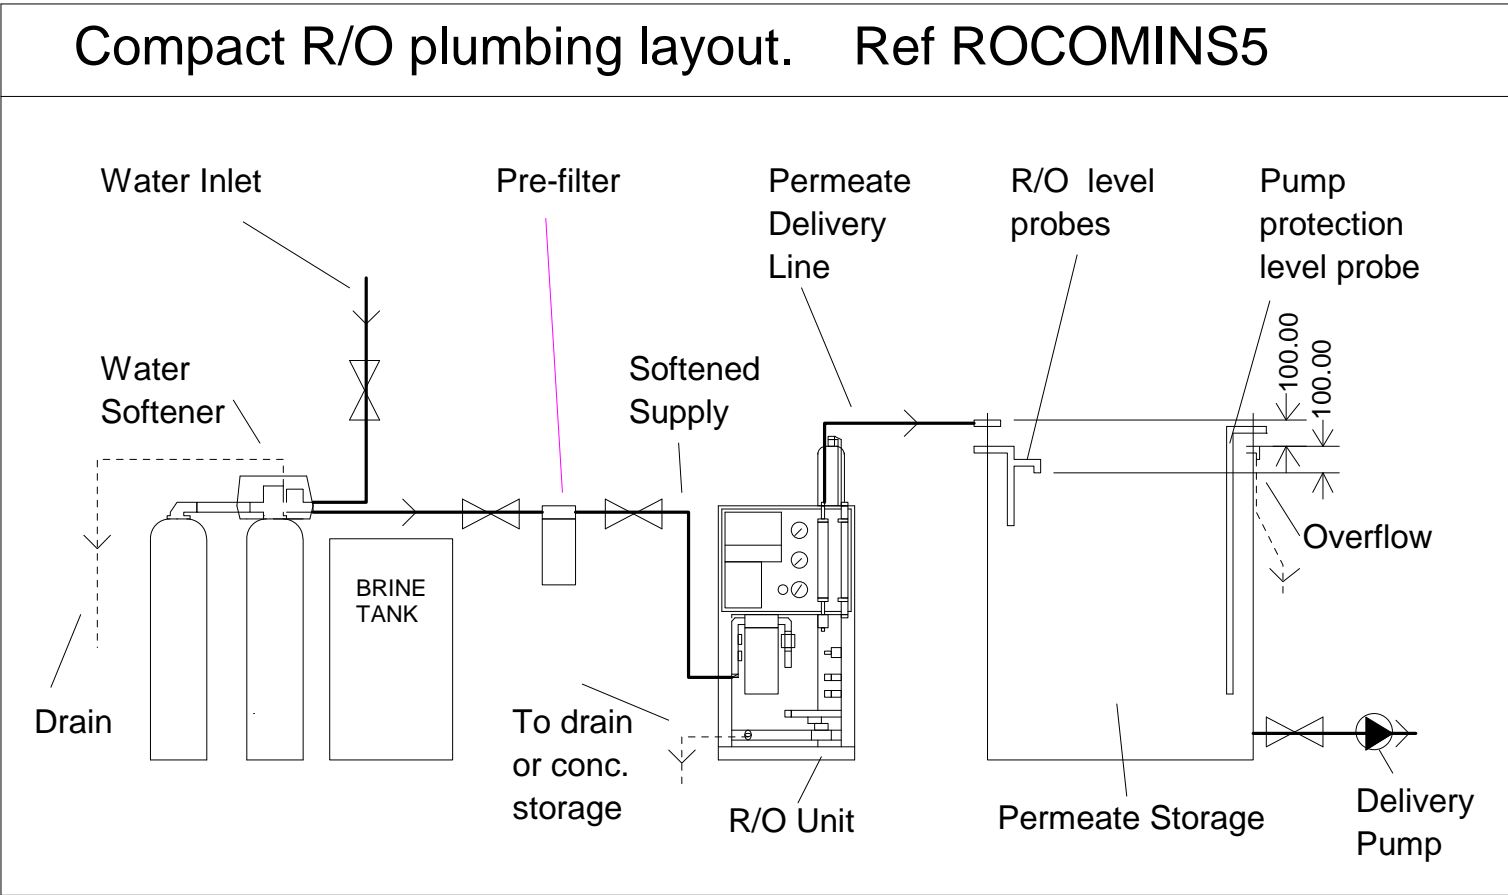 Compact R/O plumbing layout. Ref ROCOMINS5
Water Inlet
Pre-filter
Permeate
Delivery
Line
R/O level
probes
Pump
protection
level probe
100.00
100.00
Water
Softener
Softened
Supply
Overflow
BRINE
TANK
Drain
To drain
or conc.
storage
R/O Unit
Permeate Storage
Delivery
Pump